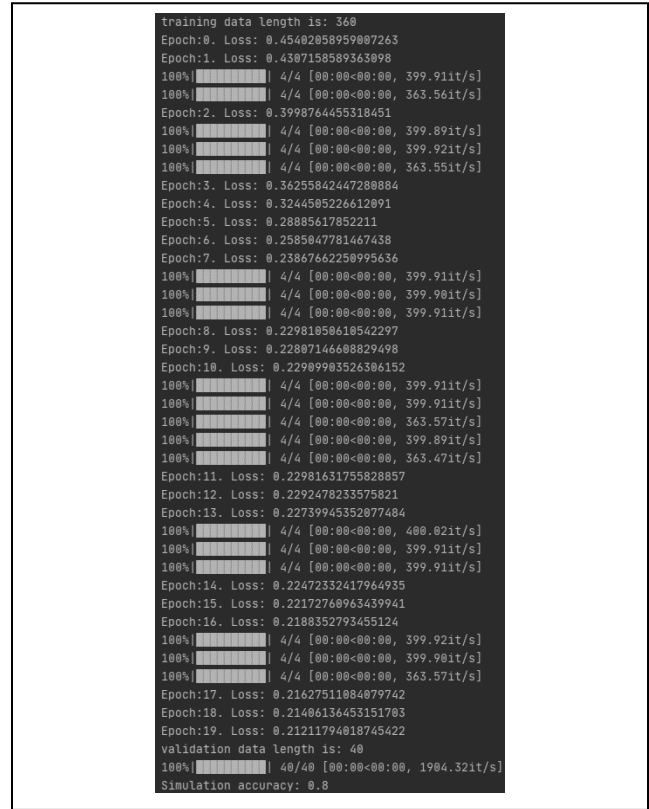 training data length is: 360
Epoch:0. Loss: 0.45402058959007263
Epoch:1. Loss: 0.4307158589363098
100%|██████████| 4/4 [00:00<00:00, 399.91it/s]
100%|██████████| 4/4 [00:00<00:00, 363.56it/s]
Epoch:2. Loss: 0.3998764455318451
100%|██████████| 4/4 [00:00<00:00, 399.89it/s]
100%|██████████| 4/4 [00:00<00:00, 399.92it/s]
100%|██████████| 4/4 [00:00<00:00, 363.55it/s]
Epoch:3. Loss: 0.36255842447280884
Epoch:4. Loss: 0.3244505226612091
Epoch:5. Loss: 0.28885617852211
Epoch:6. Loss: 0.2585047781467438
Epoch:7. Loss: 0.23867662250995636
100%|██████████| 4/4 [00:00<00:00, 399.91it/s]
100%|██████████| 4/4 [00:00<00:00, 399.90it/s]
100%|██████████| 4/4 [00:00<00:00, 399.91it/s]
Epoch:8. Loss: 0.22981050610542297
Epoch:9. Loss: 0.22807146608829498
Epoch:10. Loss: 0.22909903526306152
100%|██████████| 4/4 [00:00<00:00, 399.91it/s]
100%|██████████| 4/4 [00:00<00:00, 399.91it/s]
100%|██████████| 4/4 [00:00<00:00, 363.57it/s]
100%|██████████| 4/4 [00:00<00:00, 399.89it/s]
100%|██████████| 4/4 [00:00<00:00, 363.47it/s]
Epoch:11. Loss: 0.22981631755828857
Epoch:12. Loss: 0.2292478233575821
Epoch:13. Loss: 0.22739945352077484
100%|██████████| 4/4 [00:00<00:00, 400.02it/s]
100%|██████████| 4/4 [00:00<00:00, 399.91it/s]
100%|██████████| 4/4 [00:00<00:00, 399.91it/s]
Epoch:14. Loss: 0.22472332417964935
Epoch:15. Loss: 0.22172760963439941
Epoch:16. Loss: 0.2188352793455124
100%|██████████| 4/4 [00:00<00:00, 399.92it/s]
100%|██████████| 4/4 [00:00<00:00, 399.90it/s]
100%|██████████| 4/4 [00:00<00:00, 363.57it/s]
Epoch:17. Loss: 0.21627511084079742
Epoch:18. Loss: 0.21406136453151703
Epoch:19. Loss: 0.21211794018745422
validation data length is: 40
100%|██████████| 40/40 [00:00<00:00, 1904.32it/s]
Simulation accuracy: 0.8